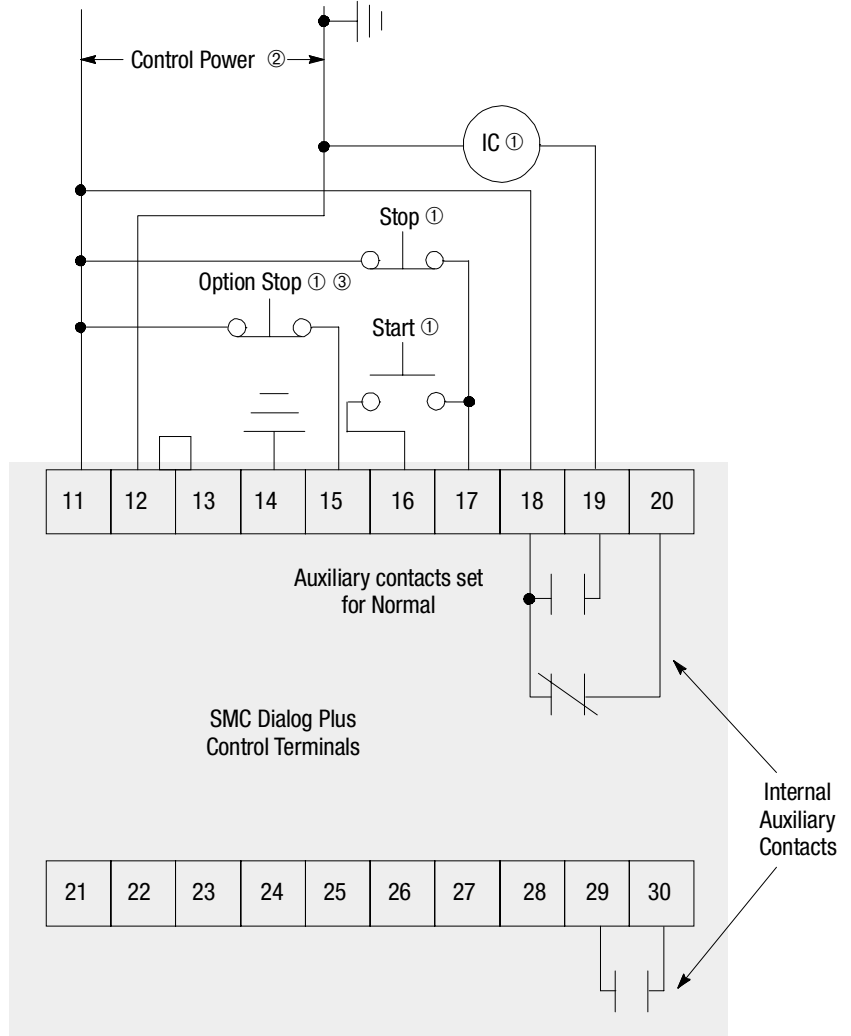 Control Power ②
IC ①
Stop ①
Option Stop ① ③
Start ①
11 12 13 14 15 16 17 18 19 20
Auxiliary contacts set
for Normal
SMC Dialog Plus
Control Terminals
Internal
Auxiliary
Contacts
21 22 23 24 25 26 27 28 29 30